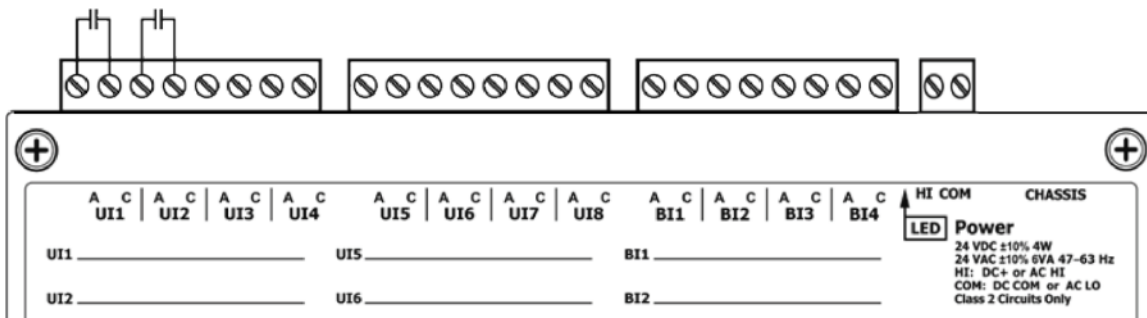 A C A C A C A C A C A C A C A C A C A C A C A C HI COM CHASSIS
UI1 UI2 UI3 UI4 UI5 UI6 UI7 UI8 BI1 BI2 BI3 BI4
LED Power
24 VDC ±10% 4W
24 VAC ±10% 6VA 47–63 Hz
HI: DC+ or AC HI
COM: DC COM or AC LO
Class 2 Circuits Only
UI1 UI5 BI1
UI2 UI6 BI2